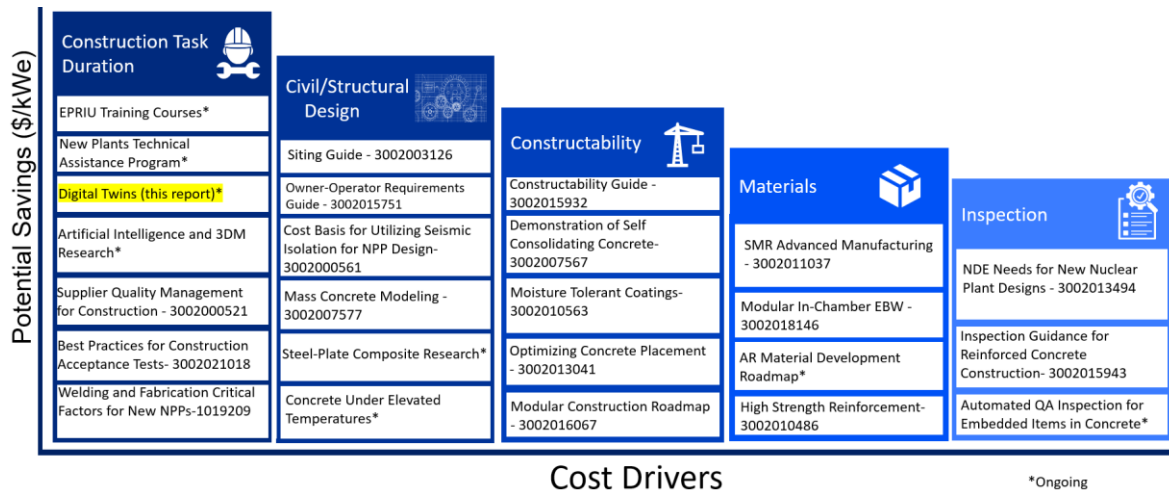 Potential Savings ($/kWe)
Construction Task
Duration
EPRIU Training Courses*
New Plants Technical
Assistance Program*
Digital Twins (this report)*
Artificial Intelligence and 3DM
Research*
Supplier Quality Management
for Construction - 3002000521
Best Practices for Construction
Acceptance Tests- 3002021018
Welding and Fabrication Critical
Factors for New NPPs-1019209
Civil/Structural
Design
Siting Guide - 3002003126
Owner-Operator Requirements
Guide - 3002015751
Cost Basis for Utilizing Seismic
Isolation for NPP Design-
3002000561
Mass Concrete Modeling -
3002007577
Steel-Plate Composite Research*
Concrete Under Elevated
Temperatures*
Constructability
Constructability Guide -
3002015932
Demonstration of Self
Consolidating Concrete-
3002007567
Moisture Tolerant Coatings-
3002010563
Optimizing Concrete Placement
- 3002013041
Modular Construction Roadmap
- 3002016067
Materials
SMR Advanced Manufacturing
- 3002011037
Modular In-Chamber EBW -
3002018146
AR Material Development
Roadmap*
High Strength Reinforcement-
3002010486
Inspection
NDE Needs for New Nuclear
Plant Designs - 3002013494
Inspection Guidance for
Reinforced Concrete
Construction- 3002015943
Automated QA Inspection for
Embedded Items in Concrete*
Cost Drivers
*Ongoing